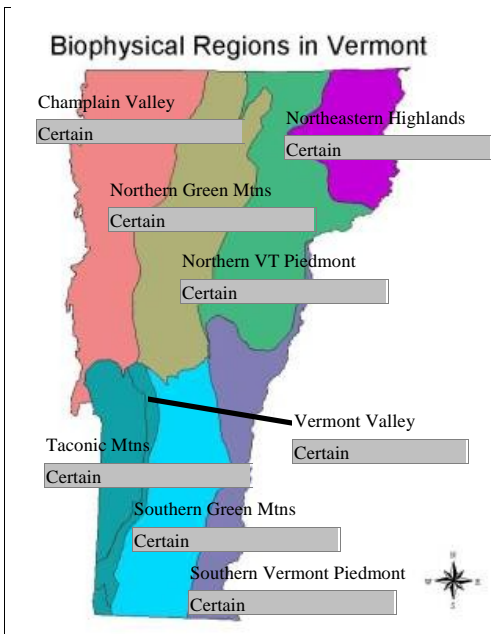 Biophysical Regions in Vermont
Champlain Valley
Certain
Northeastern Highlands
Certain
Northern Green Mtns
Certain
Northern VT Piedmont
Certain
Vermont Valley
Certain
Taconic Mtns
Certain
Southern Green Mtns
Certain
Southern Vermont Piedmont
Certain
N
W E
S